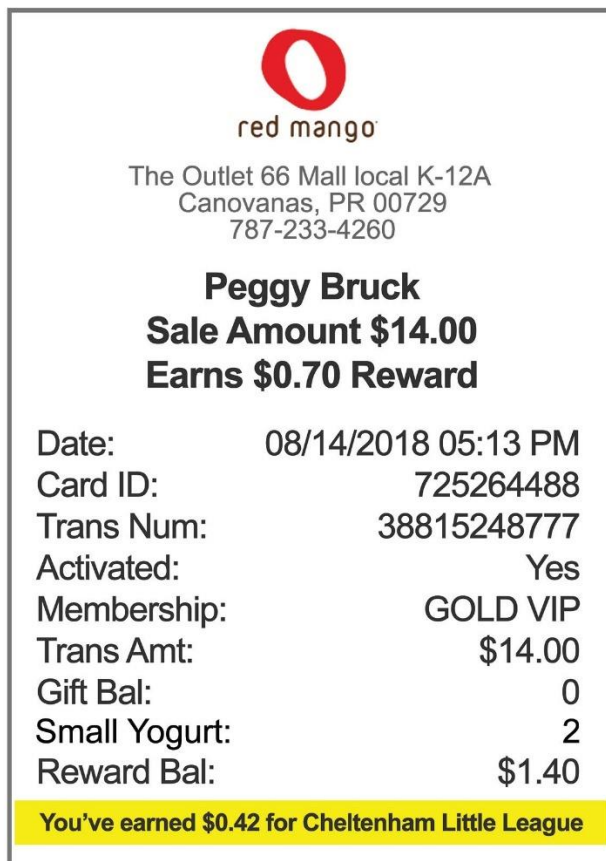 red mango
The Outlet 66 Mall local K-12A
Canovanas, PR 00729
787-233-4260
Peggy Bruck
Sale Amount $14.00
Earns $0.70 Reward
Date: 08/14/2018 05:13 PM
Card ID: 725264488
Trans Num: 38815248777
Activated: Yes
Membership: GOLD VIP
Trans Amt: $14.00
Gift Bal: 0
Small Yogurt: 2
Reward Bal: $1.40
You've earned $0.42 for Cheltenham Little League